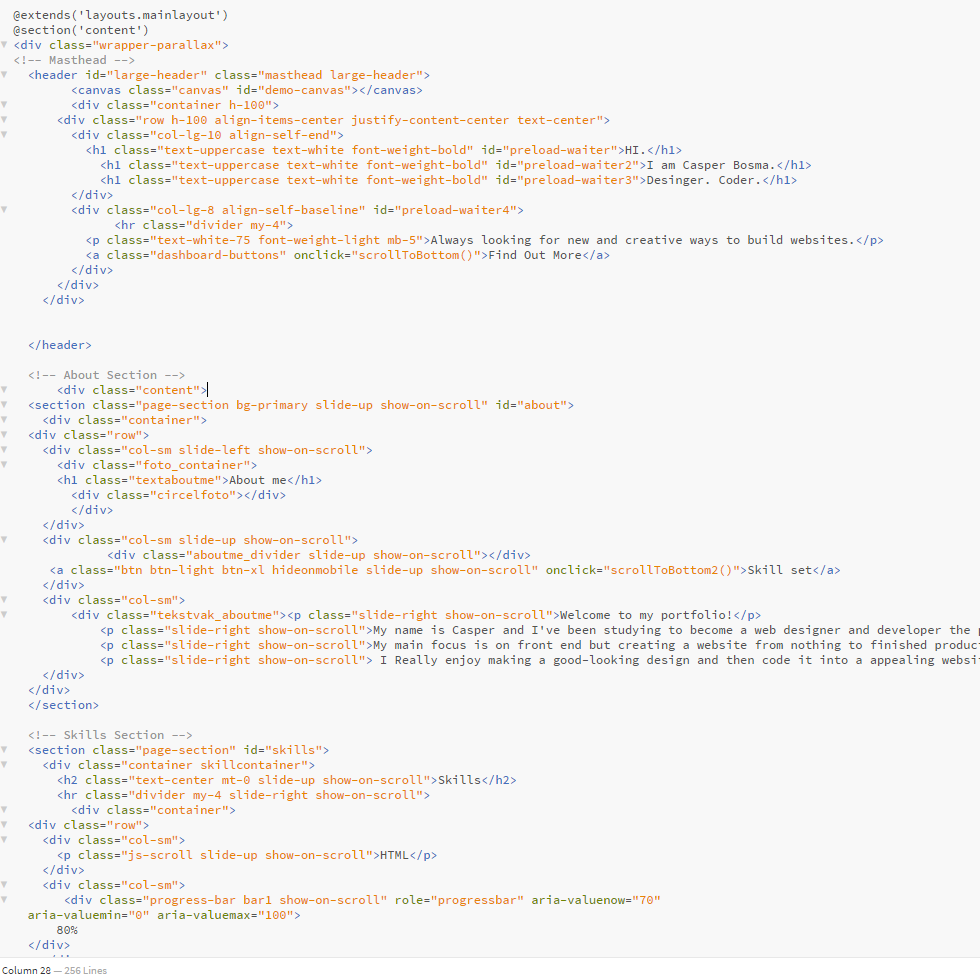 @extends('layouts.mainlayout')
@section('content')
<div class="wrapper-parallax">
<!-- Masthead -->
<header id="large-header" class="masthead large-header">
<canvas class="canvas" id="demo-canvas"></canvas>
<div class="container h-100">
<div class="row h-100 align-items-center justify-content-center text-center">
<div class="col-lg-10 align-self-end">
<h1 class="text-uppercase text-white font-weight-bold" id="preload-waiter">HI.</h1>
<h1 class="text-uppercase text-white font-weight-bold" id="preload-waiter2">I am Casper Bosma.</h1>
<h1 class="text-uppercase text-white font-weight-bold" id="preload-waiter3">Desinger. Coder.</h1>
</div>
<div class="col-lg-8 align-self-baseline" id="preload-waiter4">
<hr class="divider my-4">
<p class="text-white-75 font-weight-light mb-5">Always looking for new and creative ways to build websites.</p>
<a class="dashboard-buttons" onclick="scrollToBottom()">Find Out More</a>
</div>
</div>
</div>
</header>
<!-- About Section -->
<div class="content">
<section class="page-section bg-primary slide-up show-on-scroll" id="about">
<div class="container">
<div class="row">
<div class="col-sm slide-left show-on-scroll">
<div class="foto_container">
<h1 class="textaboutme">About me</h1>
<div class="circelfoto"></div>
</div>
</div>
<div class="col-sm slide-up show-on-scroll">
<div class="aboutme_divider slide-up show-on-scroll"></div>
<a class="btn btn-light btn-xl hideonmobile slide-up show-on-scroll" onclick="scrollToBottom2()">Skill set</a>
</div>
<div class="col-sm">
<div class="tekstvak_aboutme"><p class="slide-right show-on-scroll">Welcome to my portfolio!</p>
<p class="slide-right show-on-scroll">My name is Casper and I've been studying to become a web designer and developer the
<p class="slide-right show-on-scroll">My main focus is on front end but creating a website from nothing to finished produc
<p class="slide-right show-on-scroll"> I Really enjoy making a good-looking design and then code it into a appealing websi
</div>
</div>
</section>
<!-- Skills Section -->
<section class="page-section" id="skills">
<div class="container skillcontainer">
<h2 class="text-center mt-0 slide-up show-on-scroll">Skills</h2>
<hr class="divider my-4 slide-right show-on-scroll">
<div class="container">
<div class="row">
<div class="col-sm">
<p class="js-scroll slide-up show-on-scroll">HTML</p>
</div>
<div class="col-sm">
<div class="progress-bar bar1 show-on-scroll" role="progressbar" aria-valuenow="70"
aria-valuemin="0" aria-valuemax="100">
80%
</div>
Column 28 — 256 Lines